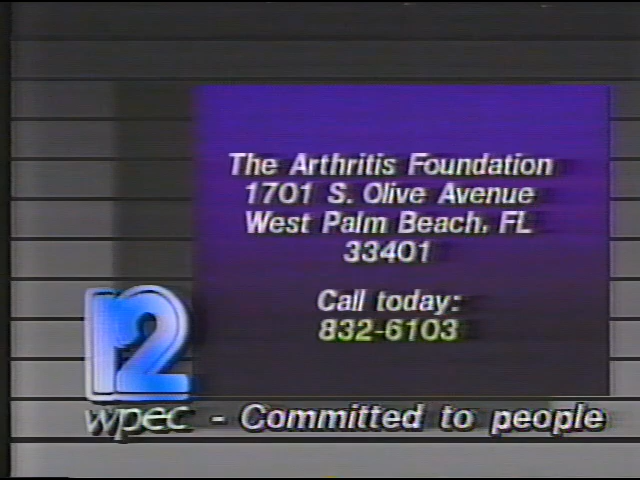 The Arthritis Foundation
1701 S. Olive Avenue
West Palm Beach, FL
33401
Call today:
832-6103
12
wpec - Committed to people